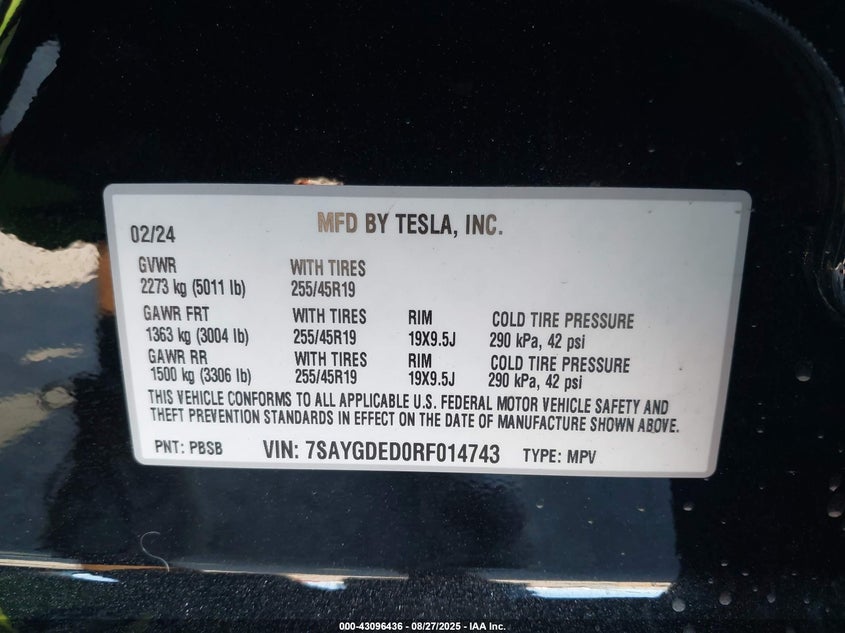 MFD BY TESLA, INC.
02/24
GVWR WITH TIRES
2273 kg (5011 lb) 255/45R19
GAWR FRT WITH TIRES RIM COLD TIRE PRESSURE
1363 kg (3004 lb) 255/45R19 19X9.5J 290 kPa, 42 psi
GAWR RR WITH TIRES RIM COLD TIRE PRESSURE
1500 kg (3306 lb) 255/45R19 19X9.5J 290 kPa, 42 psi
THIS VEHICLE CONFORMS TO ALL APPLICABLE U.S. FEDERAL MOTOR VEHICLE SAFETY AND
THEFT PREVENTION STANDARDS IN EFFECT ON THE DATE OF MANUFACTURE SHOWN ABOVE.
PNT: PBSB VIN: 7SAYGDED0RF014743 TYPE: MPV
000-43096436 - 08/27/2025 - IAA Inc.